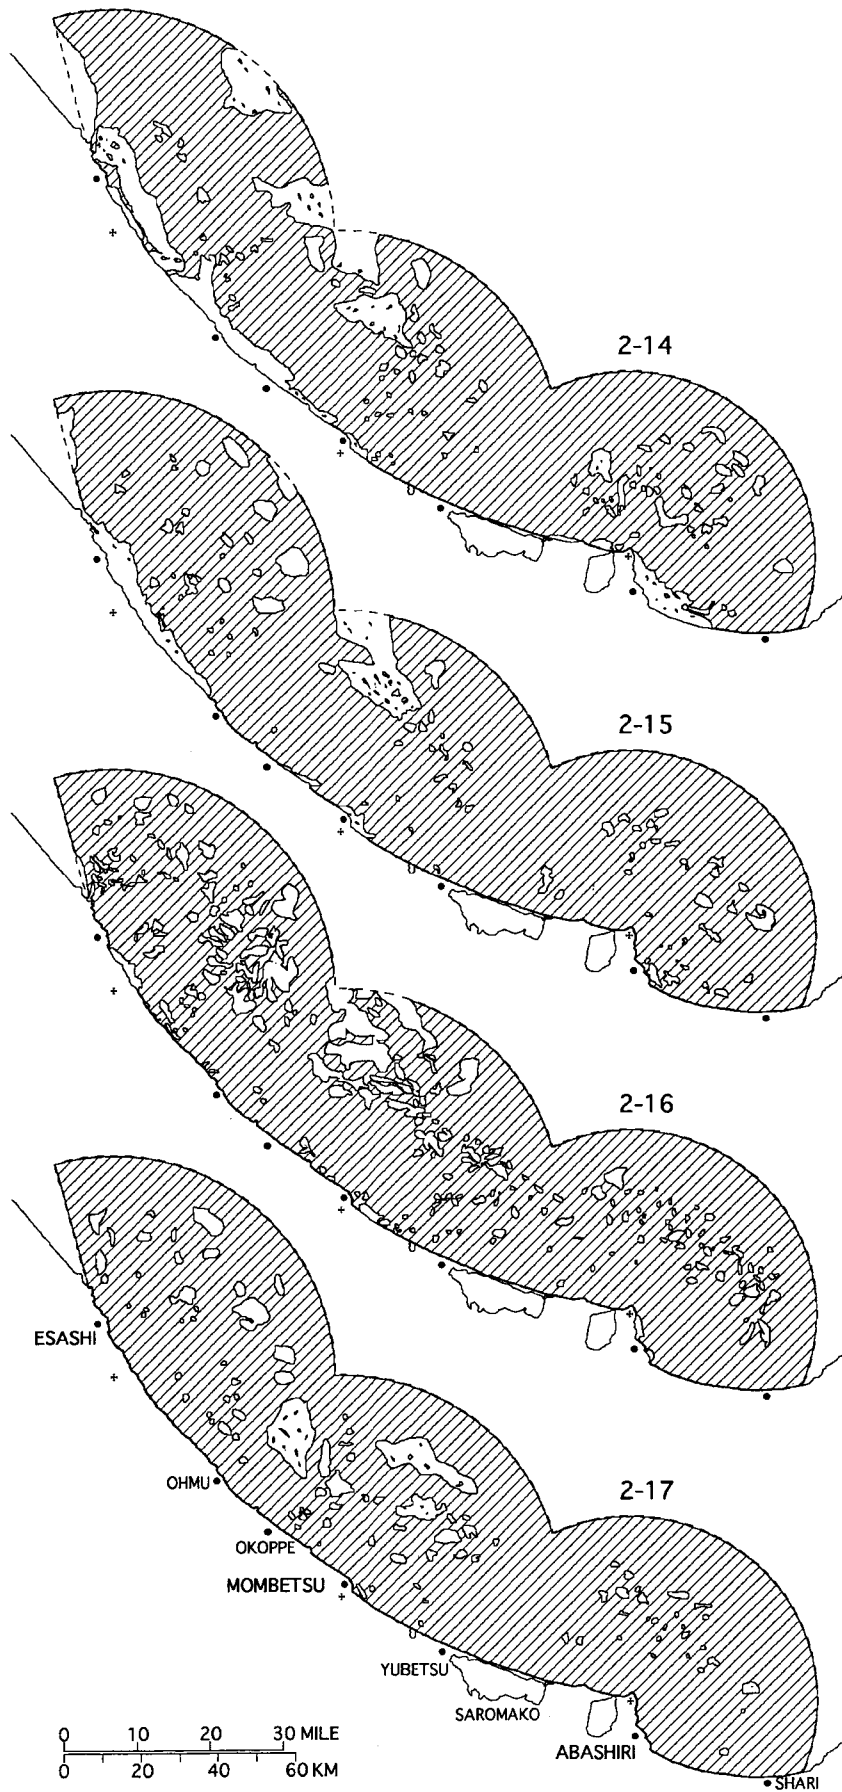 2-14
2-15
2-16
ESASHI
2-17
OHMU
OKOPPE
MOMBETSU
YUBETSU
SAROMAKO
ABASHIRI
SHARI
0 10 20 30 MILE
0 20 40 60 KM